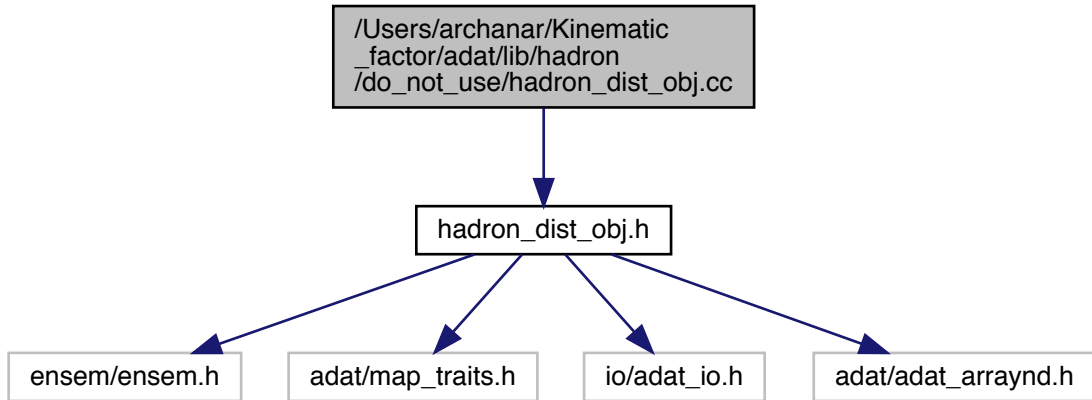 /Users/archanar/Kinematic
_factor/adat/lib/hadron
/do_not_use/hadron_dist_obj.cc
hadron_dist_obj.h
ensem/ensem.h
adat/map_traits.h
io/adat_io.h
adat/adat_arraynd.h